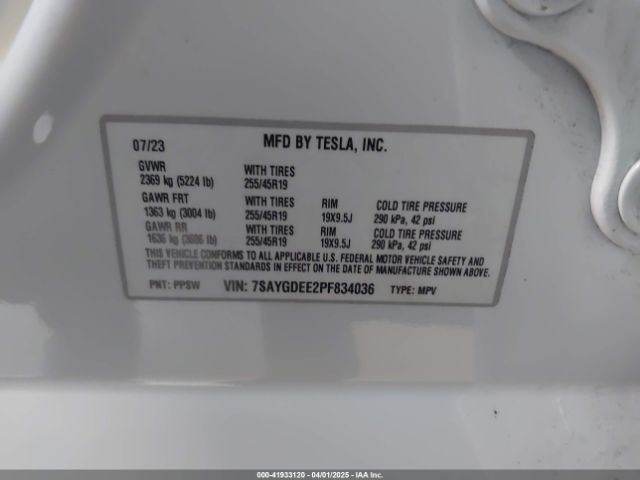 07/23 MFD BY TESLA, INC.
GVWR WITH TIRES
2369 kg (5224 lb) 255/45R19
GAWR FRT WITH TIRES RIM COLD TIRE PRESSURE
1363 kg (3004 lb) 255/45R19 19X9.5J 290 kPa, 42 psi
GAWR RR WITH TIRES RIM COLD TIRE PRESSURE
1636 kg (3606 lb) 255/45R19 19X9.5J 290 kPa, 42 psi
THIS VEHICLE CONFORMS TO ALL APPLICABLE U.S. FEDERAL MOTOR VEHICLE SAFETY AND
THEFT PREVENTION STANDARDS IN EFFECT ON THE DATE OF MANUFACTURE SHOWN ABOVE.
PNT: PPSW VIN: 7SAYGDEE2PF834036 TYPE: MPV
000-41933120 - 04/01/2025 - IAA Inc.